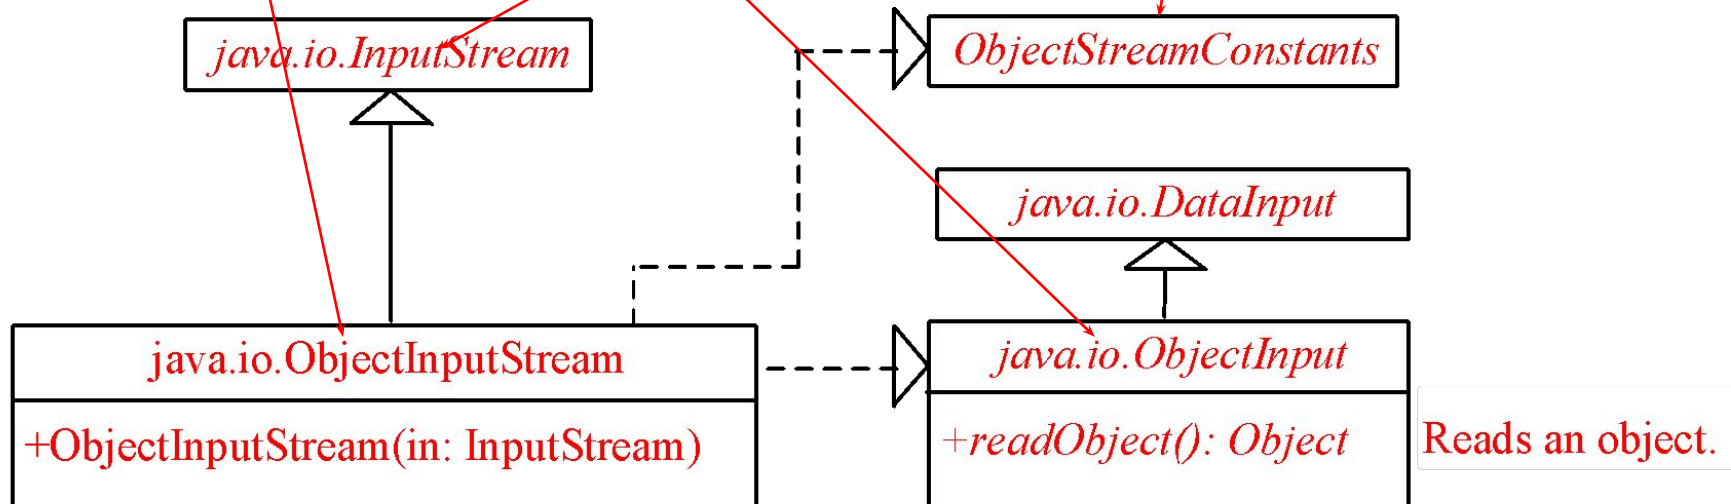 java.io.InputStream
ObjectStreamConstants
java.io.DataInput
java.io.ObjectInputStream
java.io.ObjectInput
+ObjectInputStream(in: InputStream)
+readObject(): Object
Reads an object.